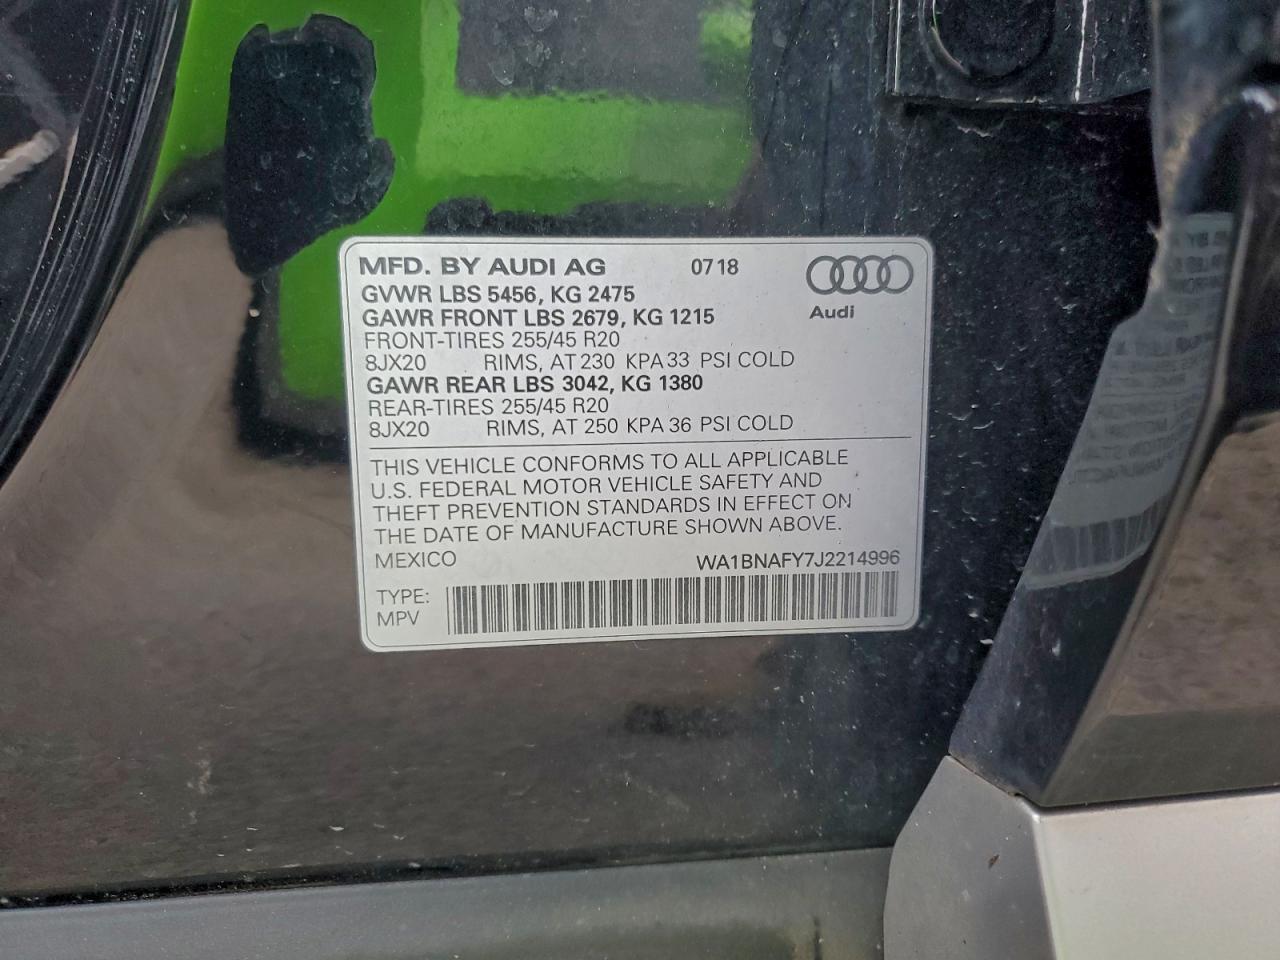 MFD. BY AUDI AG 0718
GVWR LBS 5456, KG 2475
GAWR FRONT LBS 2679, KG 1215
Audi
FRONT-TIRES 255/45 R20
8JX20 RIMS, AT 230 KPA 33 PSI COLD
GAWR REAR LBS 3042, KG 1380
REAR-TIRES 255/45 R20
8JX20 RIMS, AT 250 KPA 36 PSI COLD
THIS VEHICLE CONFORMS TO ALL APPLICABLE
U.S. FEDERAL MOTOR VEHICLE SAFETY AND
THEFT PREVENTION STANDARDS IN EFFECT ON
THE DATE OF MANUFACTURE SHOWN ABOVE.
MEXICO WA1BNAFY7J2214996
TYPE:
MPV